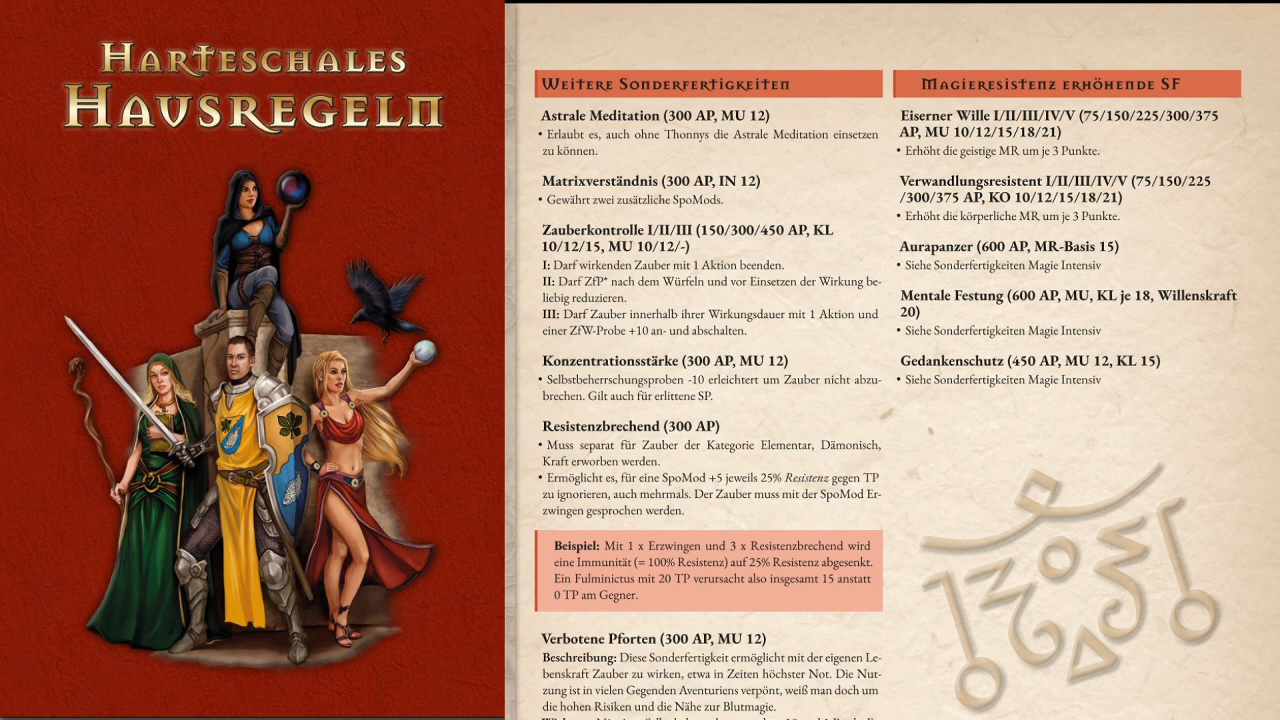 Harteschales
Hausregeln
Weitere Sonderfertigkeiten
Astrale Meditation (300 AP, MU 12)
• Erlaubt es, auch ohne Thonnys die Astrale Meditation einsetzen
zu können.
Matrixverständnis (300 AP, IN 12)
• Gewährt zwei zusätzliche SpoMods.
Zauberkontrolle I/II/III (150/300/450 AP, KL
10/12/15, MU 10/12/-)
I: Darf wirkenden Zauber mit 1 Aktion beenden.
II: Darf ZfP* nach dem Würfeln und vor Einsetzen der Wirkung be-
liebig reduzieren.
III: Darf Zauber innerhalb ihrer Wirkungsdauer mit 1 Aktion und
einer ZfW-Probe +10 an- und abschalten.
Konzentrationsstärke (300 AP, MU 12)
• Selbstbeherrschungsproben -10 erleichtert um Zauber nicht abzu-
brechen. Gilt auch für erlittene SP.
Resistenzbrechend (300 AP)
• Muss separat für Zauber der Kategorie Elementar, Dämonisch,
Kraft erworben werden.
• Ermöglicht es, für eine SpoMod +5 jeweils 25% Resistenz gegen TP
zu ignorieren, auch mehrmals. Der Zauber muss mit der SpoMod Er-
zwingen gesprochen werden.
Beispiel: Mit 1 x Erzwingen und 3 x Resistenzbrechend wird
eine Immunität (= 100% Resistenz) auf 25% Resistenz abgesenkt.
Ein Fulminictus mit 20 TP verursacht also insgesamt 15 anstatt
0 TP am Gegner.
Verbotene Pforten (300 AP, MU 12)
Beschreibung: Diese Sonderfertigkeit ermöglicht mit der eigenen Le-
benskraft Zauber zu wirken, etwa in Zeiten höchster Not. Die Nut-
zung ist in vielen Gegenden Aventuriens verpönt, weiß man doch um
die hohen Risiken und die Nähe zur Blutmagie.
Magieresistenz erhöhende SF
Eiserner Wille I/II/III/IV/V (75/150/225/300/375
AP, MU 10/12/15/18/21)
• Erhöht die geistige MR um je 3 Punkte.
Verwandlungsresistent I/II/III/IV/V (75/150/225
/300/375 AP, KO 10/12/15/18/21)
• Erhöht die körperliche MR um je 3 Punkte.
Aurapanzer (600 AP, MR-Basis 15)
• Siehe Sonderfertigkeiten Magie Intensiv
Mentale Festung (600 AP, MU, KL je 18, Willenskraft
20)
• Siehe Sonderfertigkeiten Magie Intensiv
Gedankenschutz (450 AP, MU 12, KL 15)
• Siehe Sonderfertigkeiten Magie Intensiv